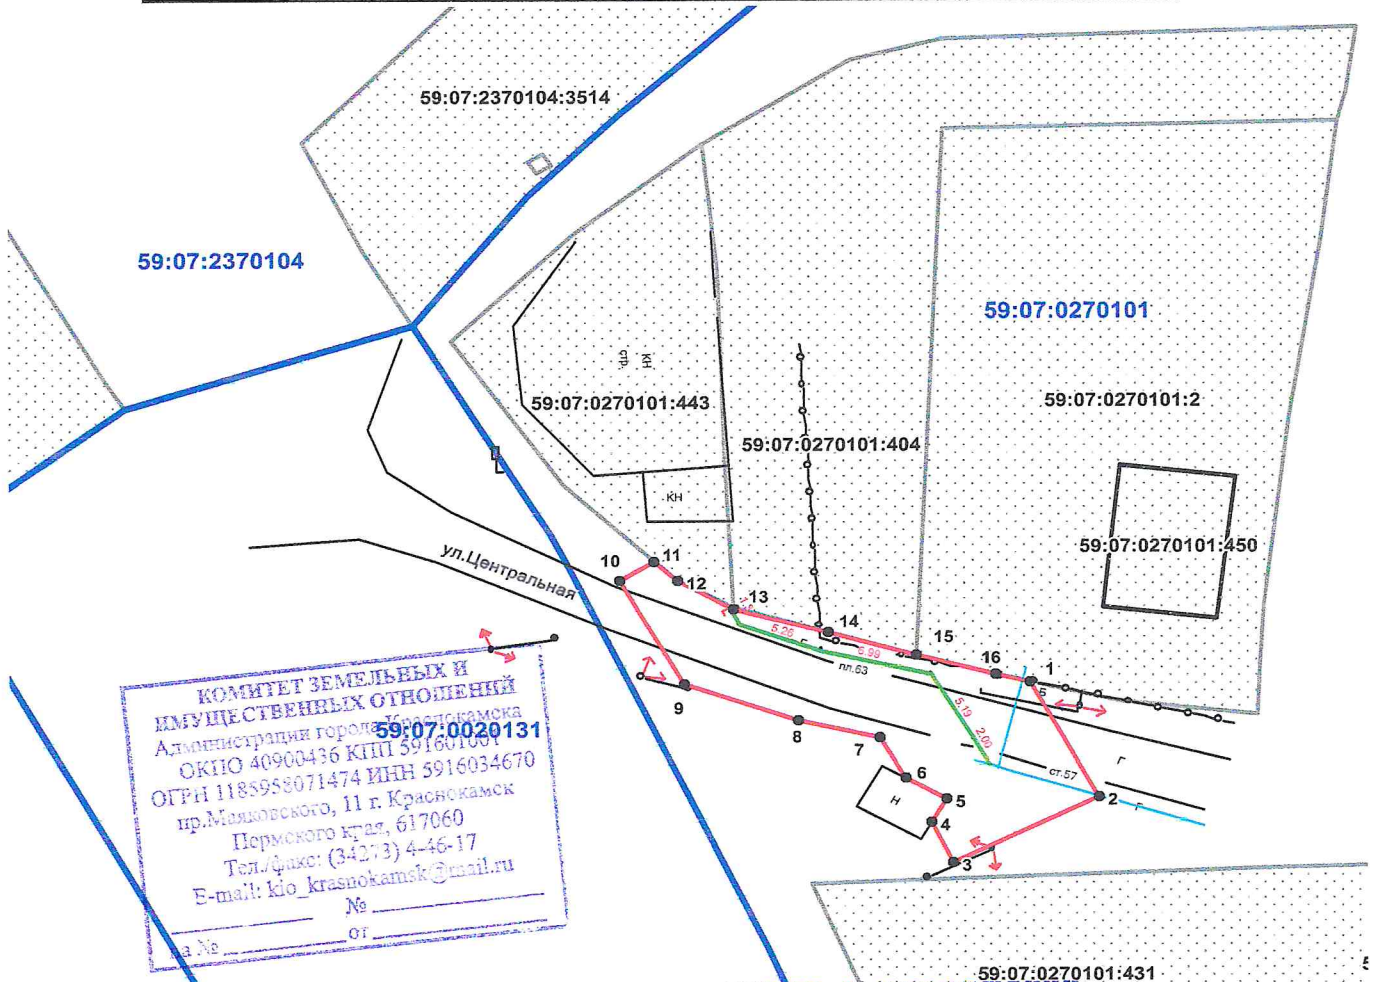 59:07:2370104:3514
59:07:2370104
59:07:0270101
КН
стр.
59:07:0270101:443
59:07:0270101:2
59:07:0270101:404
КН
59:07:0270101:450
ул.Центральная
10
11
12
13
14
15
16
1
5.26
Г
6.99
пл.63
5
5.19
2.00
Г
ст.57
2
Г
9
8
7
6
5
Н
4
3
КОМИТЕТ ЗЕМЕЛЬНЫХ И
ИМУЩЕСТВЕННЫХ ОТНОШЕНИЙ
Администрации города Краснокамска
59:07:0020131
ОКПО 40900436 КПП 591601001
ОГРН 1185958071474 ИНН 5916034670
пр.Маяковского, 11 г. Краснокамск
Пермского края, 617060
Тел./факс: (34273) 4-46-17
E-mail: kio_krasnokamsk@mail.ru
№
на № от
59:07:0270101:431